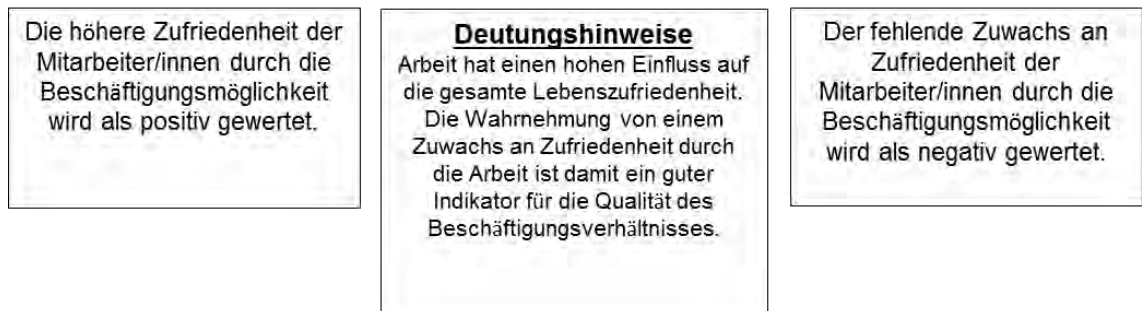 Die höhere Zufriedenheit der
Mitarbeiter/innen durch die
Beschäftigungsmöglichkeit
wird als positiv gewertet.
Deutungshinweise
Arbeit hat einen hohen Einfluss auf
die gesamte Lebenszufriedenheit.
Die Wahrnehmung von einem
Zuwachs an Zufriedenheit durch
die Arbeit ist damit ein guter
Indikator für die Qualität des
Beschäftigungsverhältnisses.
Der fehlende Zuwachs an
Zufriedenheit der
Mitarbeiter/innen durch die
Beschäftigungsmöglichkeit
wird als negativ gewertet.